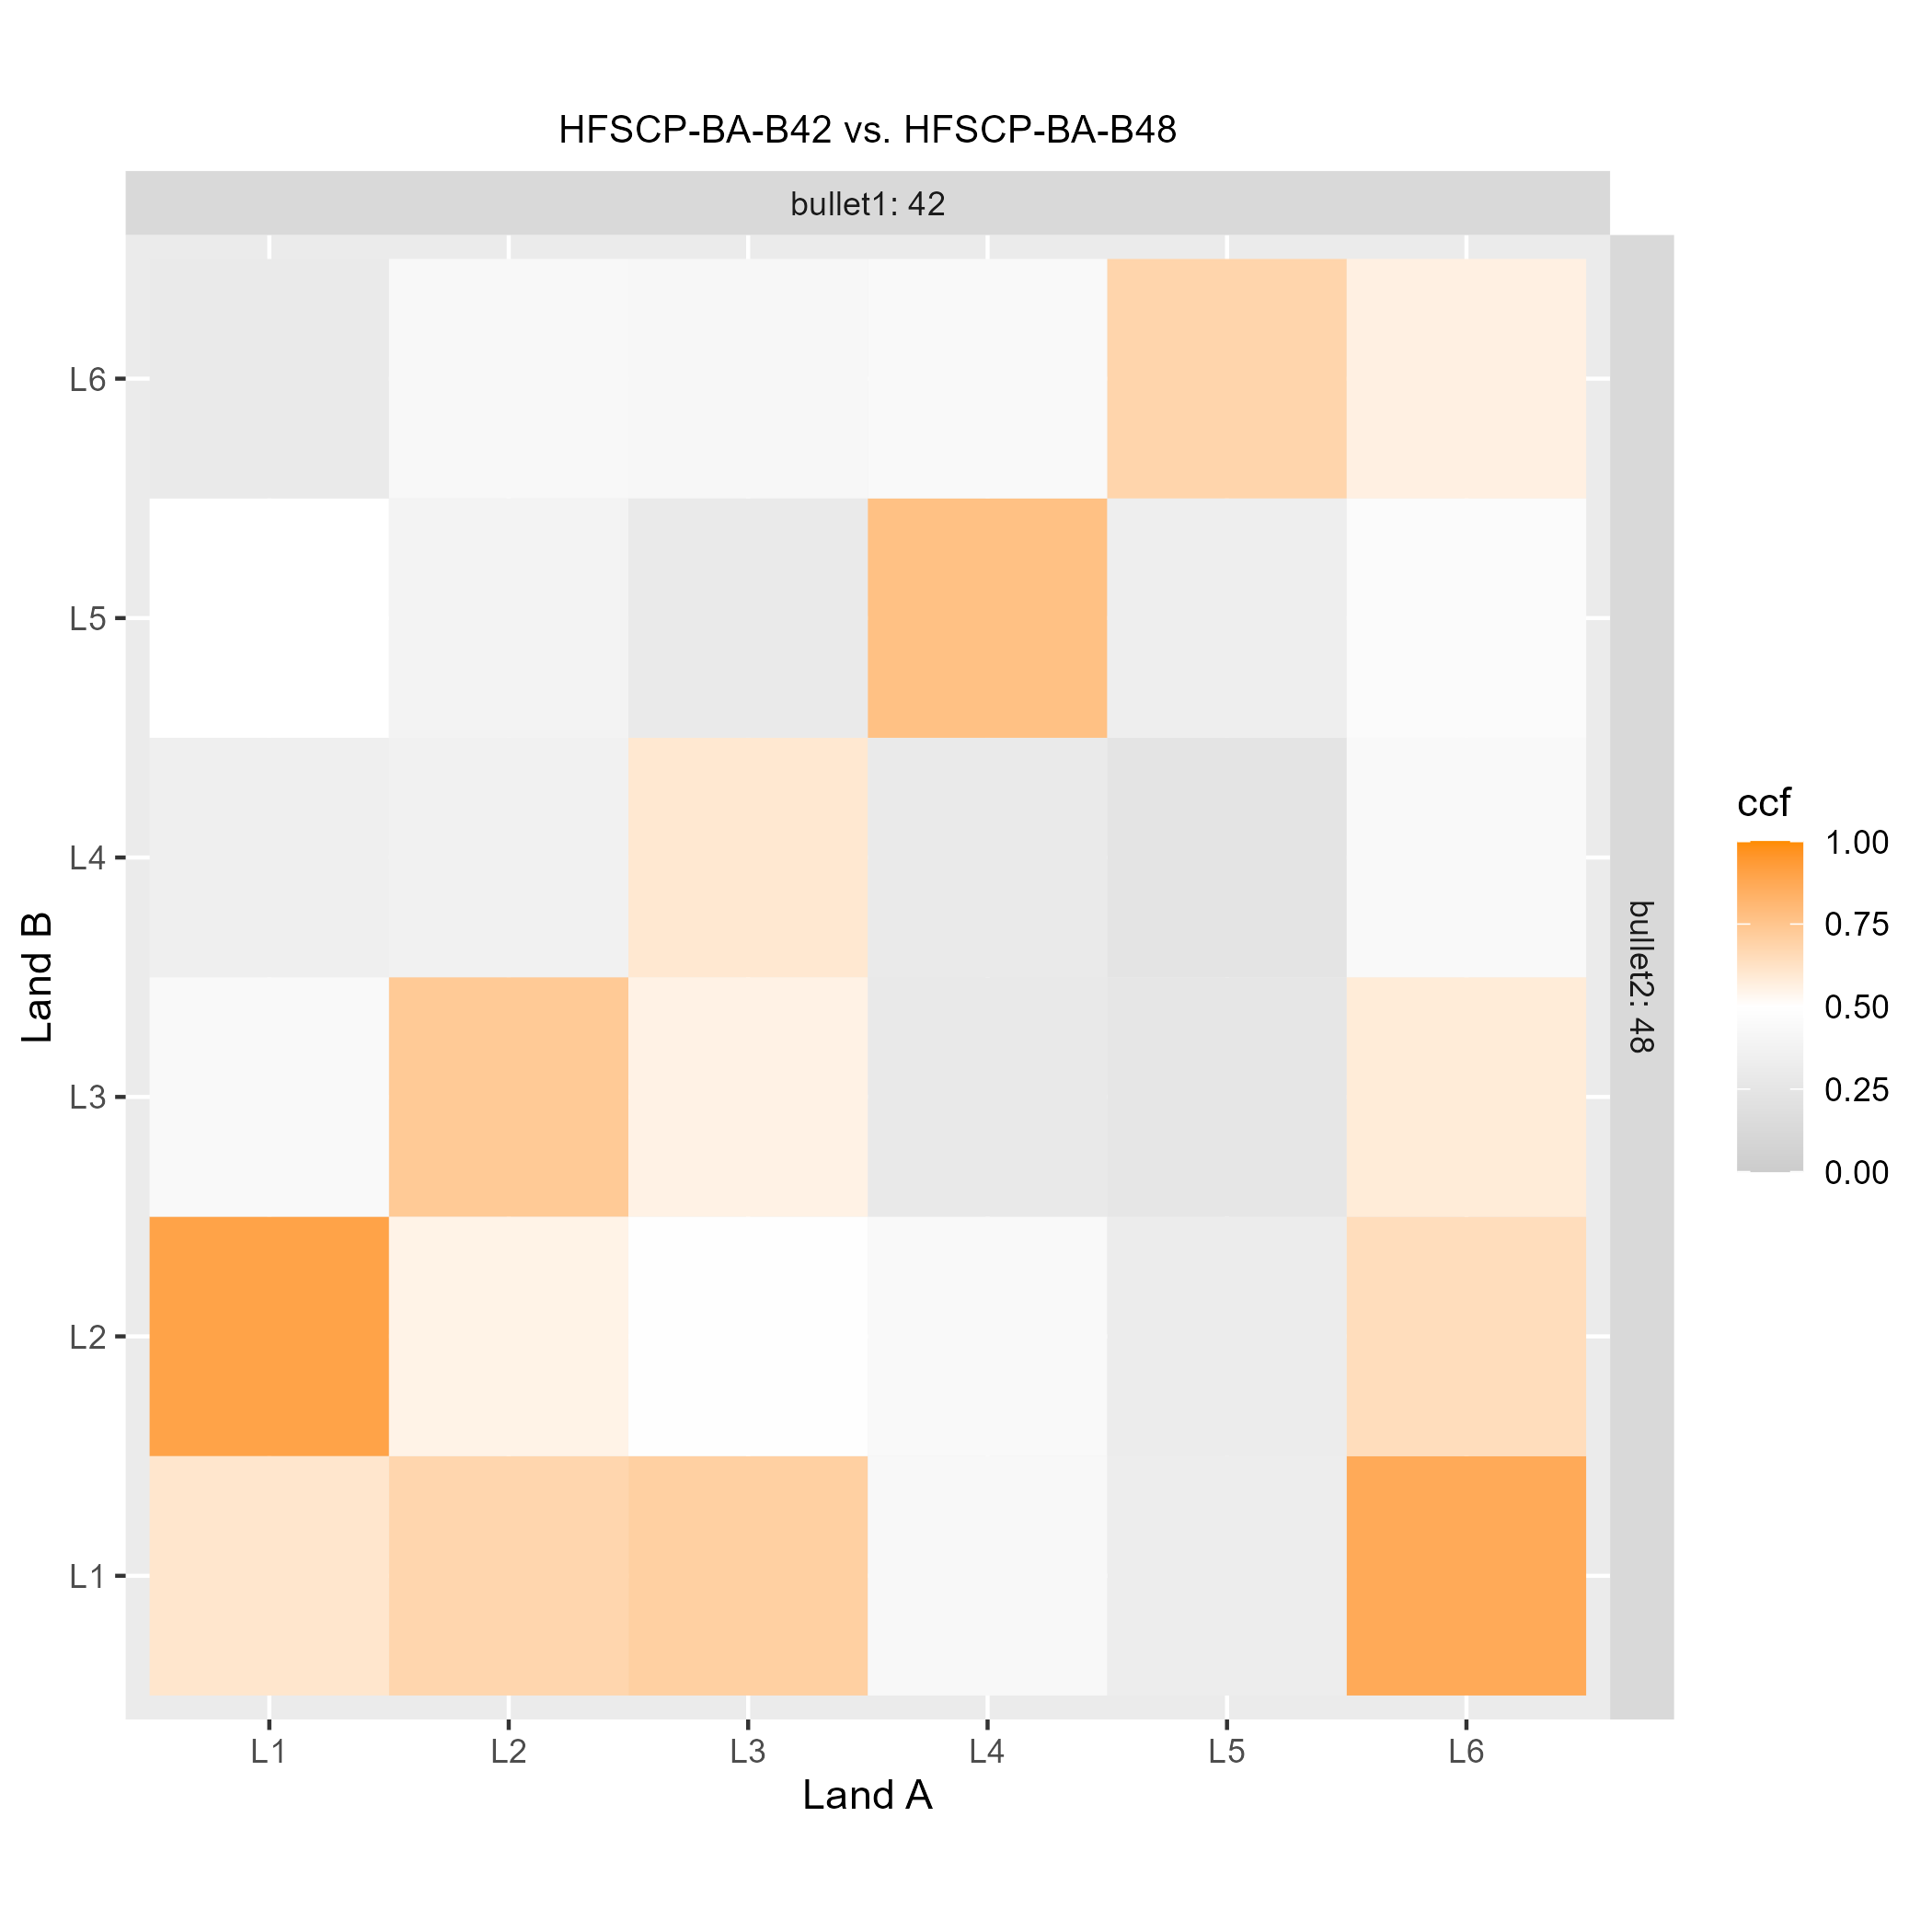 HFSCP-BA-B42 vs. HFSCP-BA-B48
bullet1: 42
L6
L5
L4
L3
L2
L1
Land B
bullet2: 48
L1
L2
L3
L4
L5
L6
Land A
ccf
1.00
0.75
0.50
0.25
0.00